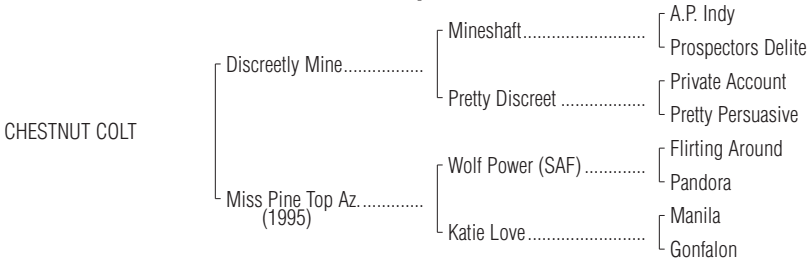 A.P. Indy
Mineshaft
Prospectors Delite
Discreetly Mine
Private Account
Pretty Discreet
Pretty Persuasive
CHESTNUT COLT
Flirting Around
Wolf Power (SAF)
Pandora
Miss Pine Top Az.
(1995)
Manila
Katie Love
Gonfalon